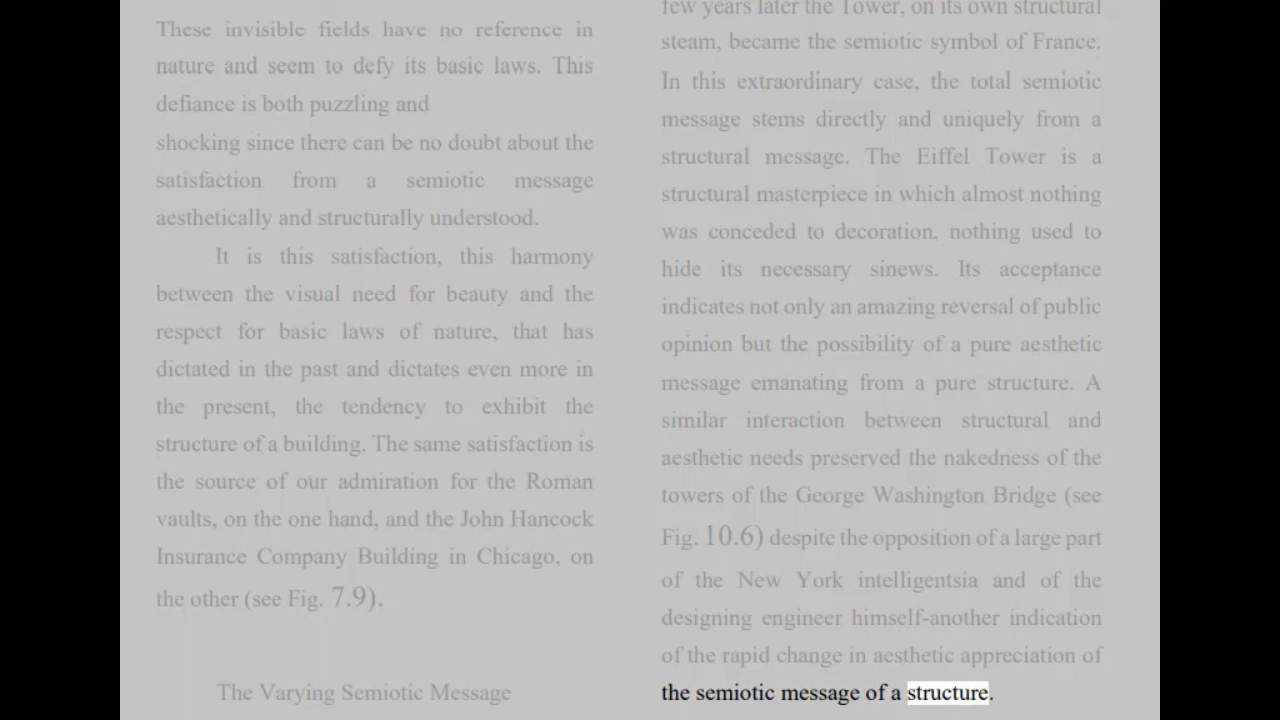 These invisible fields have no reference in
nature and seem to defy its basic laws. This
defiance is both puzzling and
shocking since there can be no doubt about the
satisfaction from a semiotic message
aesthetically and structurally understood.
It is this satisfaction, this harmony
between the visual need for beauty and the
respect for basic laws of nature, that has
dictated in the past and dictates even more in
the present, the tendency to exhibit the
structure of a building. The same satisfaction is
the source of our admiration for the Roman
vaults, on the one hand, and the John Hancock
Insurance Company Building in Chicago, on
the other (see Fig. 7.9).
The Varying Semiotic Message
few years later the Tower, on its own structural
steam, became the semiotic symbol of France.
In this extraordinary case, the total semiotic
message stems directly and uniquely from a
structural message. The Eiffel Tower is a
structural masterpiece in which almost nothing
was conceded to decoration, nothing used to
hide its necessary sinews. Its acceptance
indicates not only an amazing reversal of public
opinion but the possibility of a pure aesthetic
message emanating from a pure structure. A
similar interaction between structural and
aesthetic needs preserved the nakedness of the
towers of the George Washington Bridge (see
Fig. 10.6) despite the opposition of a large part
of the New York intelligentsia and of the
designing engineer himself-another indication
of the rapid change in aesthetic appreciation of
the semiotic message of a structure.